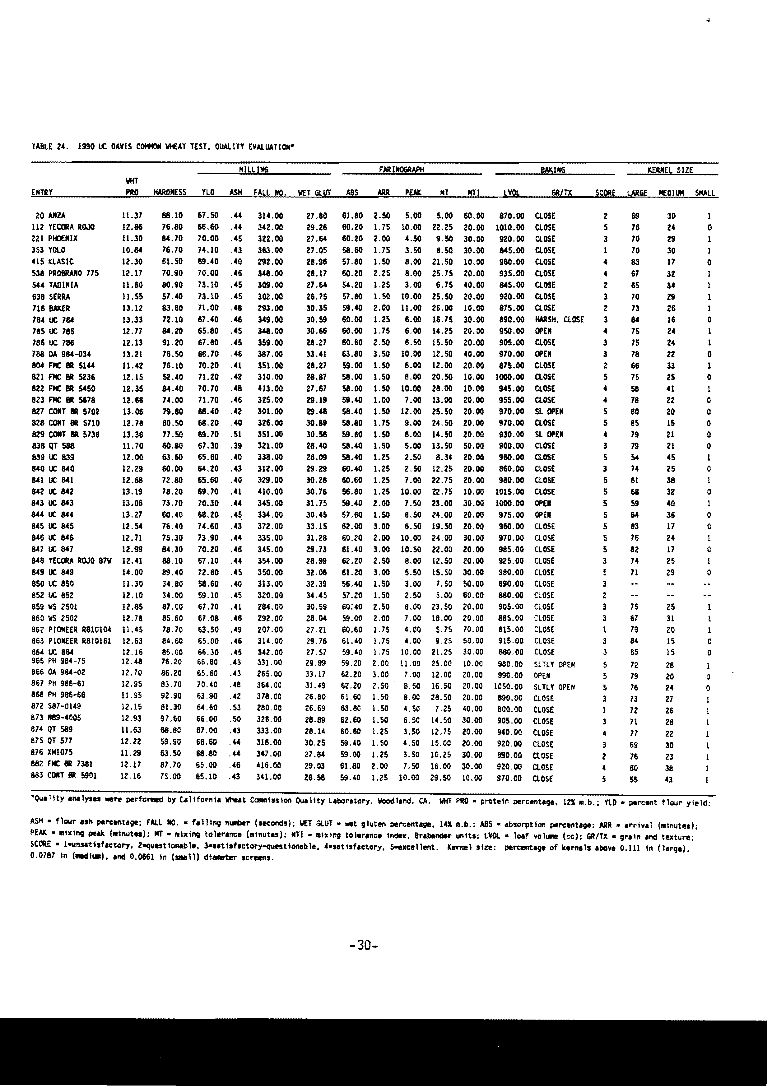 TABLE 24. 1990 UC DAVIS COMMON WHEAT TEST, QUALITY EVALUATION*
MILLING FARINOGRAPH BAKING KERNEL SIZE
WHT
ENTRY PRO HARDNESS YLD ASH FALL NO. WET GLUT ABS ARR PEAK MT MTI LVOL GR/TX SCORE LARGE MEDIUM SMALL
20 ANZA 11.37 68.10 67.50 .44 314.00 27.80 61.80 2.50 5.00 5.00 60.00 870.00 CLOSE 2 69 30 1
112 YECORA ROJO 12.86 76.80 66.60 .44 342.00 29.26 60.20 1.75 10.00 22.25 10.00 1010.00 CLOSE 5 76 24 0
221 PHOENIX 11.30 84.70 70.00 .45 322.00 27.64 60.20 2.00 4.50 9.50 30.00 920.00 CLOSE 3 70 29 1
353 YOLO 10.84 76.70 74.10 .43 363.00 27.05 58.60 1.75 3.50 8.50 30.00 845.00 CLOSE 1 70 30 1
415 KLASIC 12.30 61.50 69.40 .40 292.00 28.96 57.80 1.50 8.00 21.50 10.00 960.00 CLOSE 4 83 17 0
538 PROBRAND 775 12.17 70.90 70.00 .46 348.00 28.17 60.20 2.25 8.00 25.75 20.00 935.00 CLOSE 4 67 32 1
544 TADINIA 11.80 80.90 73.10 .45 309.00 27.64 54.20 1.25 3.00 6.75 40.00 845.00 CLOSE 2 65 34 1
638 SERRA 11.55 57.40 73.10 .45 302.00 26.75 57.80 1.50 10.00 25.50 20.00 920.00 CLOSE 3 70 29 1
716 BAKER 13.12 83.80 71.00 .48 293.00 30.35 59.40 2.00 11.00 26.00 10.00 875.00 CLOSE 2 73 26 1
784 UC 784 13.33 72.10 67.40 .46 349.00 30.59 60.00 1.25 6.00 18.75 30.00 890.00 HARSH, CLOSE 3 84 16 0
785 UC 785 12.77 84.20 65.80 .45 348.00 30.66 60.00 1.75 6.00 14.25 20.00 950.00 OPEN 4 75 24 1
786 UC 786 12.13 91.20 67.80 .45 359.00 28.27 60.80 2.50 6.50 15.50 20.00 905.00 CLOSE 3 75 24 1
788 DA 984-034 13.21 76.50 66.70 .46 387.00 33.41 63.80 3.50 10.00 12.50 40.00 970.00 OPEN 3 78 22 0
804 FMC BR 5144 11.42 76.10 70.20 .41 351.00 28.27 59.00 1.50 6.00 12.00 20.00 875.00 CLOSE 2 66 33 1
821 FMC BR 5236 12.15 52.40 71.20 .42 310.00 28.87 58.00 1.50 8.00 20.50 10.00 1000.00 CLOSE 5 75 25 0
822 FMC BR 5450 12.35 84.40 70.70 .48 413.00 27.67 58.00 1.50 10.00 28.00 10.00 945.00 CLOSE 4 58 41 1
823 FMC BR 5678 12.68 74.00 71.70 .46 325.00 29.19 59.40 1.00 7.00 13.00 20.00 955.00 CLOSE 4 78 22 0
827 CONT BR 5702 13.06 79.80 68.40 .42 301.00 29.48 58.40 1.50 12.00 25.50 20.00 970.00 SL OPEN 5 80 20 0
828 CONT BR 5710 12.78 80.50 68.20 .40 326.00 30.89 58.80 1.75 9.00 24.50 20.00 970.00 CLOSE 5 85 15 0
829 CONT BR 5739 13.36 77.50 69.70 .51 351.00 30.56 59.80 1.50 6.00 14.50 20.00 930.00 SL OPEN 4 79 21 0
838 QT 588 11.70 60.80 67.30 .39 321.00 28.40 58.40 1.50 5.00 13.50 50.00 900.00 CLOSE 3 79 21 0
839 UC 839 12.00 63.60 65.80 .40 338.00 28.09 58.40 1.25 2.50 8.34 20.00 960.00 CLOSE 5 54 45 1
840 UC 840 12.29 60.00 64.20 .43 312.00 29.29 60.40 1.25 2.50 12.25 20.00 860.00 CLOSE 3 74 25 0
841 UC 841 12.68 72.80 65.60 .40 329.00 30.28 60.60 1.25 7.00 22.75 20.00 980.00 CLOSE 5 61 38 1
842 UC 842 13.19 78.20 69.70 .41 410.00 30.76 56.80 1.25 10.00 22.75 10.00 1015.00 CLOSE 5 68 32 0
843 UC 843 13.06 73.70 70.30 .44 345.00 31.75 59.40 2.00 7.50 23.00 30.00 1000.00 OPEN 5 59 40 1
844 UC 844 13.27 60.40 68.20 .45 334.00 30.45 57.60 1.50 6.50 24.00 20.00 975.00 OPEN 5 64 36 0
845 UC 845 12.54 76.40 74.60 .43 372.00 33.15 62.00 3.00 6.50 19.50 20.00 960.00 CLOSE 5 83 17 0
846 UC 846 12.71 75.30 73.90 .44 335.00 31.28 60.20 2.00 10.00 24.00 30.00 970.00 CLOSE 5 76 24 1
847 UC 847 12.99 84.30 70.20 .46 345.00 29.73 61.40 3.00 10.50 22.00 20.00 985.00 CLOSE 5 82 17 0
848 YECORA ROJO B7W 12.41 88.10 67.10 .44 354.00 28.99 62.20 2.50 8.00 12.50 20.00 925.00 CLOSE 3 74 25 1
849 UC 849 14.00 89.40 72.80 .45 350.00 32.06 61.20 3.00 6.50 15.50 30.00 980.00 CLOSE 5 71 29 0
850 UC 850 11.30 34.80 58.60 .40 313.00 32.39 56.40 1.50 3.00 7.50 50.00 890.00 CLOSE 3 -- -- --
852 UC 852 12.10 34.00 59.10 .45 320.00 34.45 57.20 1.50 2.50 5.00 60.00 880.00 CLOSE 2 -- -- --
859 WS 2501 12.85 87.00 67.70 .41 284.00 30.59 60.40 2.50 8.00 23.50 20.00 905.00 CLOSE 3 75 25 1
860 WS 2502 12.78 85.60 67.08 .46 292.00 28.04 59.00 2.00 7.00 18.00 20.00 885.00 CLOSE 3 67 31 1
862 PIONEER RB10104 11.45 78.70 63.50 .49 207.00 27.21 60.60 1.75 4.00 5.75 70.00 815.00 CLOSE 1 79 20 1
863 PIONEER RB10161 12.63 84.60 65.00 .46 314.00 29.76 61.40 1.75 4.00 9.25 50.00 915.00 CLOSE 3 84 15 0
864 UC 864 12.16 85.00 66.30 .45 342.00 27.57 59.40 1.75 10.00 21.25 30.00 880.00 CLOSE 3 85 15 0
965 PH 984-75 12.48 76.20 66.80 .43 331.00 29.99 59.20 2.00 11.00 25.00 10.00 980.00 SLTLY OPEN 5 72 28 1
866 OA 984-02 12.70 86.20 65.80 .43 265.00 33.17 62.20 3.00 7.00 12.00 20.00 990.00 OPEN 5 79 20 0
867 PH 986-61 12.95 83.70 70.40 .48 364.00 31.49 62.20 2.50 8.50 16.50 20.00 1050.00 SLTLY OPEN 5 76 24 0
868 PH 986-66 11.95 92.90 63.90 .42 378.00 26.80 61.60 1.50 8.00 28.50 20.00 890.00 CLOSE 3 73 27 1
872 S87-0149 12.15 81.30 64.60 .53 280.00 26.69 63.80 1.50 4.50 7.25 40.00 800.00 CLOSE 1 72 26 1
873 N89-4005 12.93 97.60 66.00 .50 328.00 28.89 62.60 1.50 6.50 14.50 30.00 905.00 CLOSE 3 71 28 1
874 QT 589 11.63 68.80 67.00 .43 333.00 28.14 60.60 1.25 3.50 12.75 20.00 940.00 CLOSE 4 77 22 1
875 QT 577 12.22 59.90 68.60 .44 318.00 30.25 59.40 1.50 4.50 15.00 20.00 920.00 CLOSE 3 69 30 1
876 XW1075 11.29 63.50 68.80 .44 347.00 27.84 59.00 1.25 3.50 10.25 30.00 990.00 CLOSE 2 76 23 1
882 FMC BR 7381 12.17 87.70 65.00 .46 416.00 29.03 61.80 2.00 7.50 16.00 30.00 920.00 CLOSE 4 60 38 1
883 CONT BR 5901 12.16 75.00 65.10 .43 341.00 28.58 59.40 1.25 10.00 29.50 10.00 970.00 CLOSE 5 55 43 1
*Quality analyses were performed by California Wheat Commission Quality Laboratory, Woodland, CA. WHT PRO = protein percentage, 12% m.b.; YLD = percent flour yield;
ASH = flour ash percentage; FALL NO. = falling number (seconds); WET GLUT = wet gluten percentage, 14% m.b.; ABS = absorption percentage; ARR = arrival (minutes);
PEAK = mixing peak (minutes); MT = mixing tolerance (minutes); MTI = mixing tolerance index, Brabender units; LVOL = loaf volume (cc); GR/TX = grain and texture;
SCORE = 1=unsatisfactory, 2=questionable, 3=satisfactory-questionable, 4=satisfactory, 5=excellent. Kernel size: percentage of kernels above 0.111 in (large),
0.0787 in (medium), and 0.0661 in (small) diameter screens.
-30-